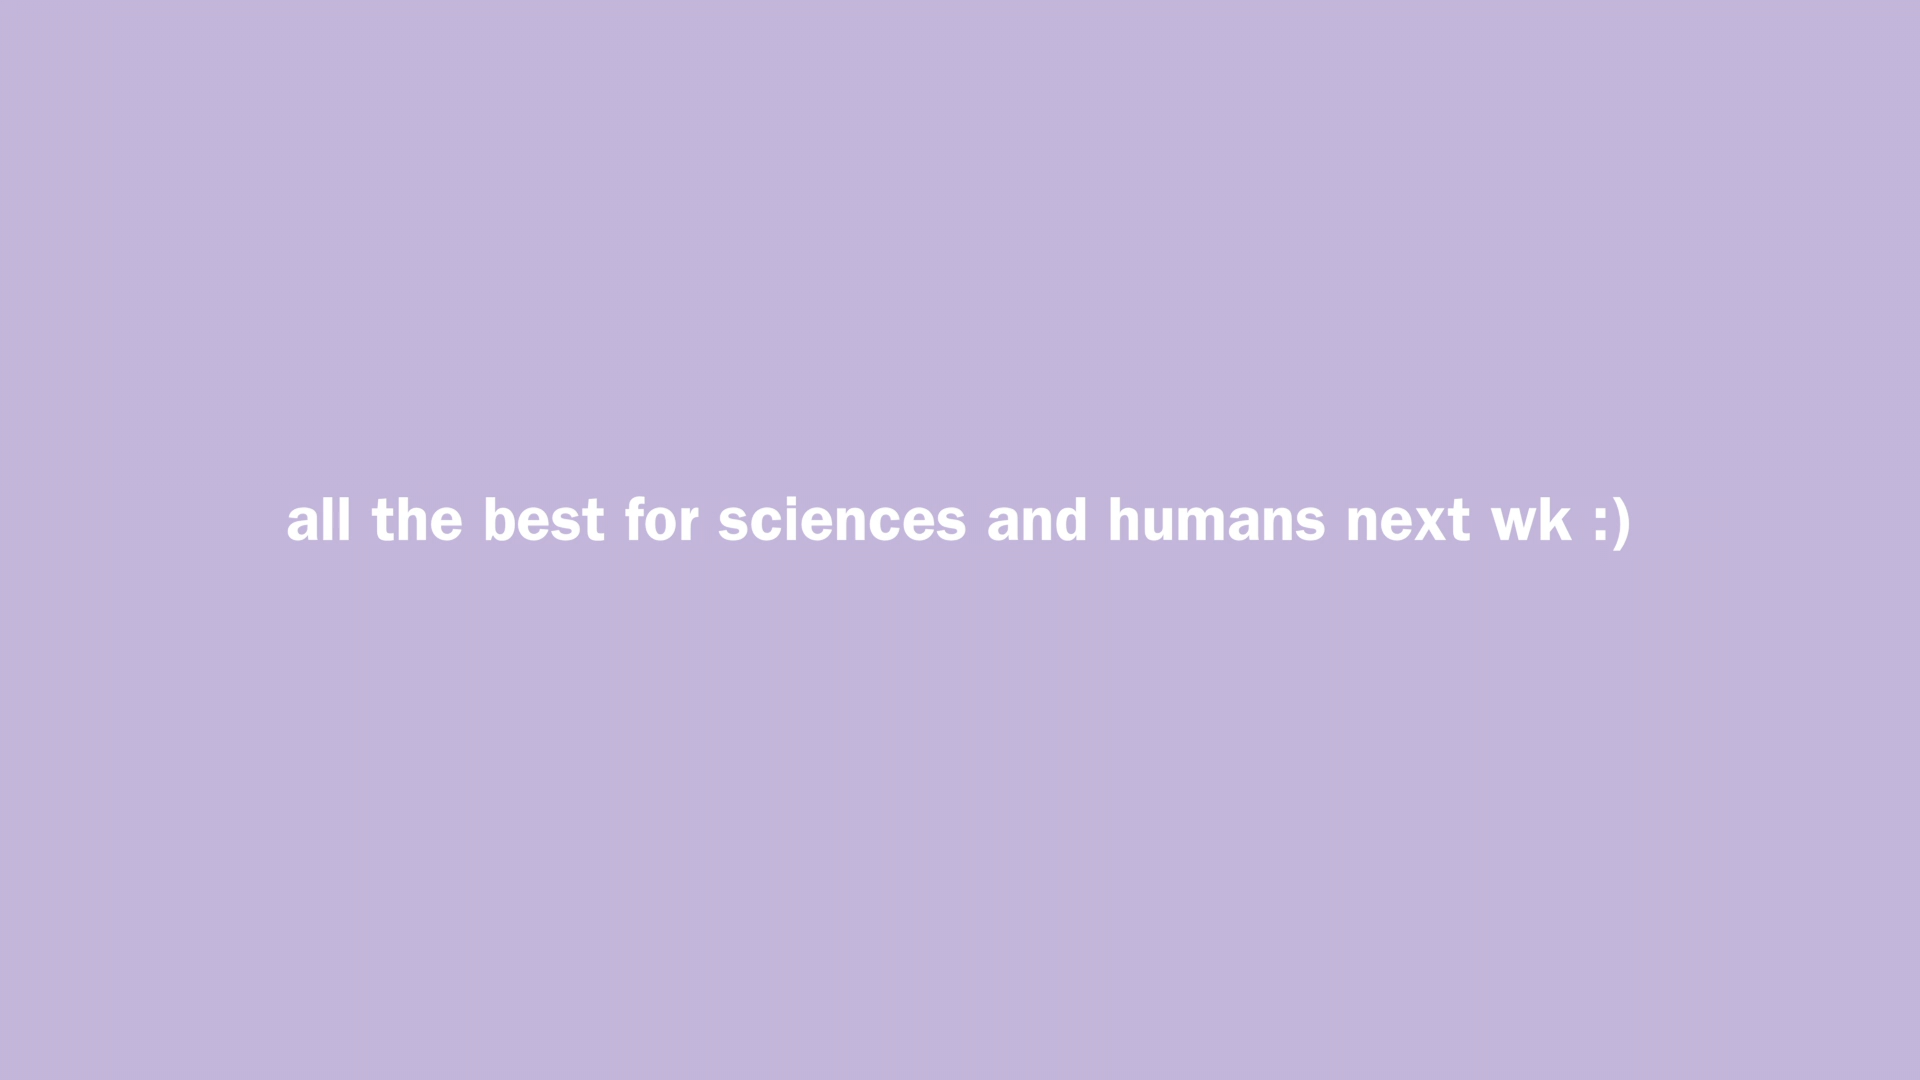 all the best for sciences and humans next wk :)